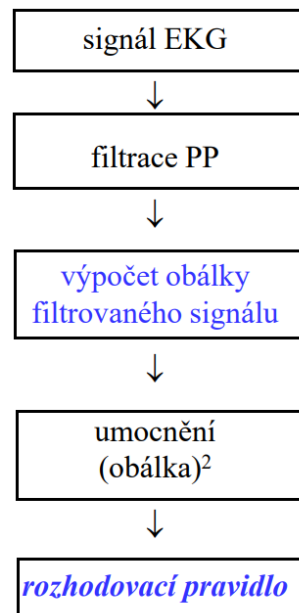 signál EKG
↓
filtrace PP
↓
výpočet obálky
filtrovaného signálu
↓
umocnění
(obálka)²
↓
rozhodovací pravidlo